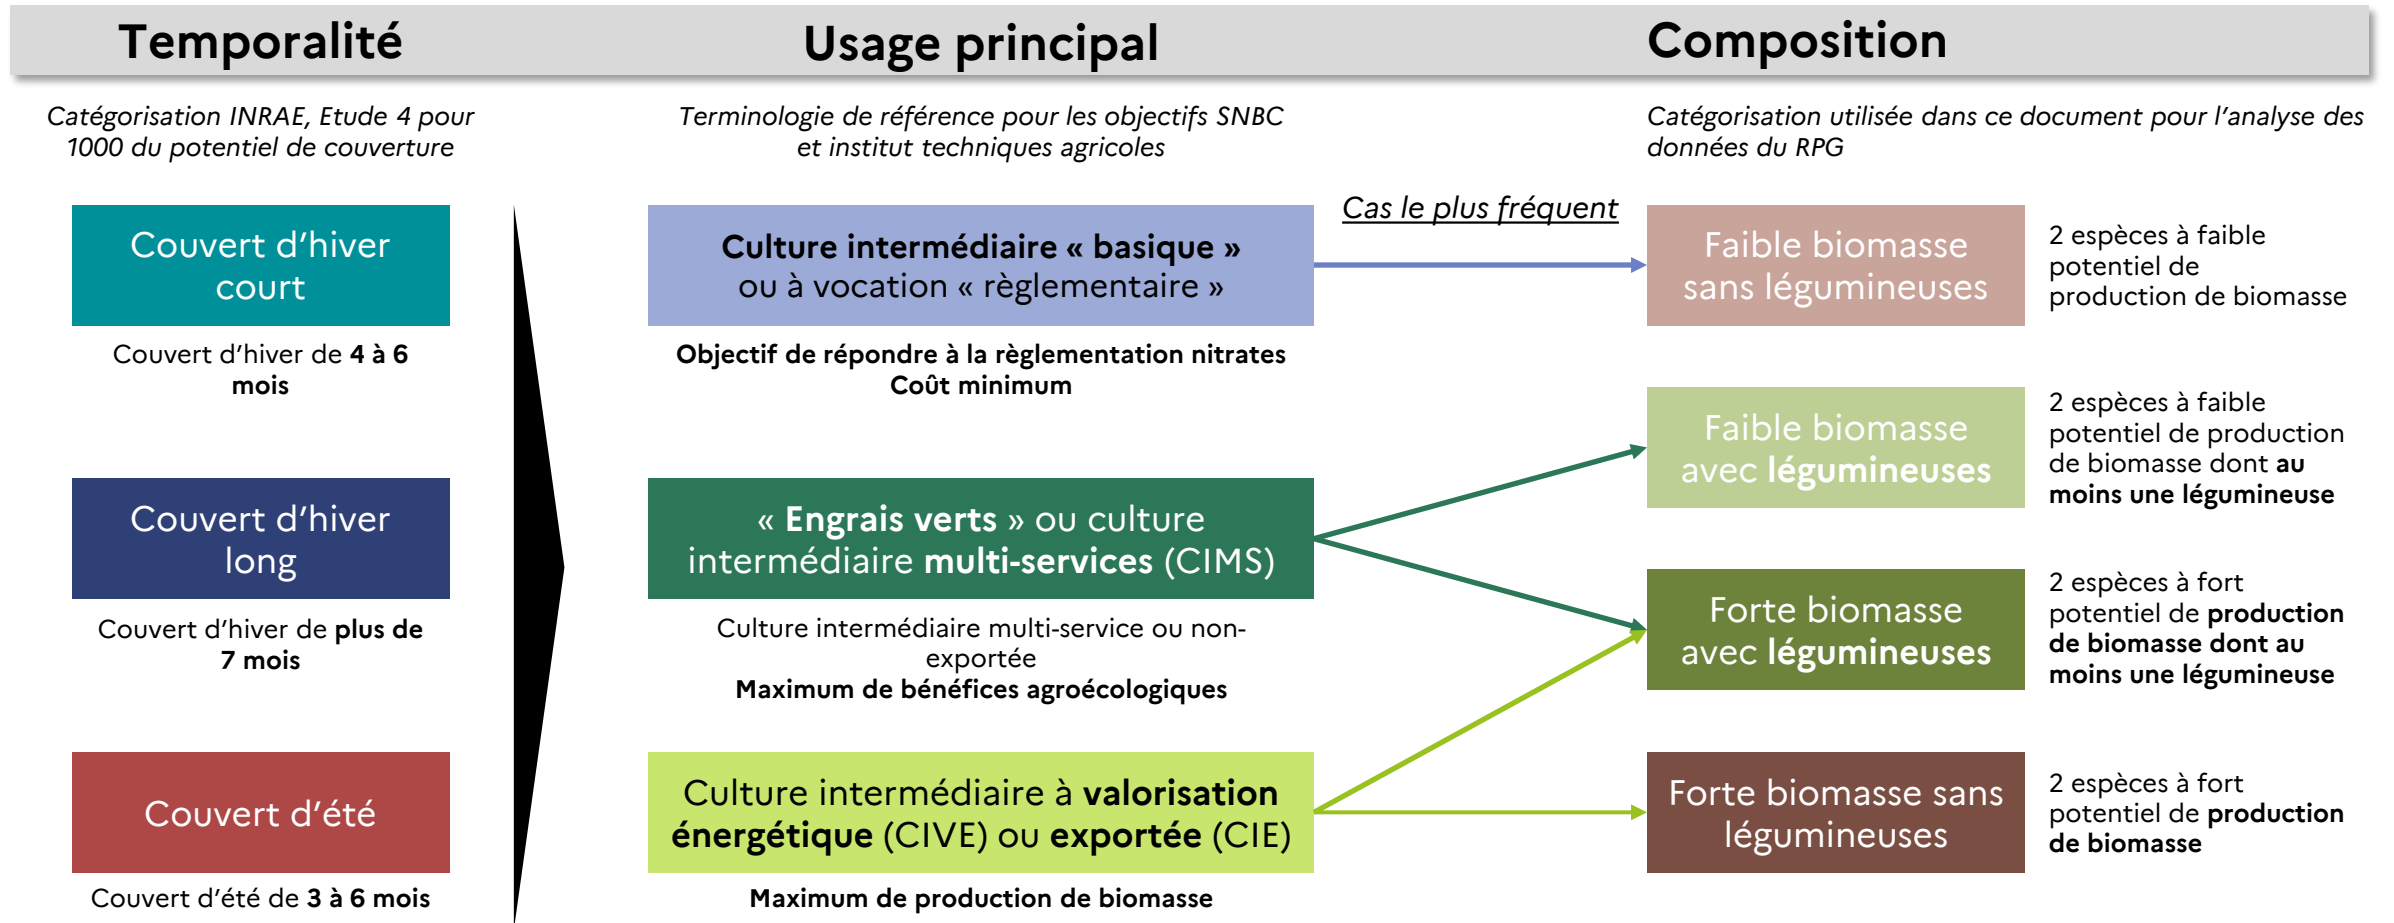 Temporalité
Usage principal
Composition
Catégorisation INRAE, Etude 4 pour
1000 du potentiel de couverture
Terminologie de référence pour les objectifs SNBC
et institut techniques agricoles
Catégorisation utilisée dans ce document pour l'analyse des
données du RPG
Couvert d'hiver
court
Couvert d'hiver de 4 à 6
mois
Couvert d'hiver
long
Couvert d'hiver de plus de
7 mois
Couvert d'été
Couvert d'été de 3 à 6 mois
Culture intermédiaire « basique »
ou à vocation « règlementaire »
Objectif de répondre à la règlementation nitrates
Coût minimum
« Engrais verts » ou culture
intermédiaire multi-services (CIMS)
Culture intermédiaire multi-service ou non-
exportée
Maximum de bénéfices agroécologiques
Culture intermédiaire à valorisation
énergétique (CIVE) ou exportée (CIE)
Maximum de production de biomasse
Cas le plus fréquent
Faible biomasse
sans légumineuses
2 espèces à faible
potentiel de
production de biomasse
Faible biomasse
avec légumineuses
2 espèces à faible
potentiel de production
de biomasse dont au
moins une légumineuse
Forte biomasse
avec légumineuses
2 espèces à fort
potentiel de production
de biomasse dont au
moins une légumineuse
Forte biomasse sans
légumineuses
2 espèces à fort
potentiel de production
de biomasse